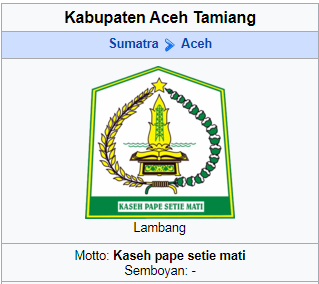 Kabupaten Aceh Tamiang
Sumatra Aceh
KASEH PAPE SETIE MATI
Lambang
Motto: Kaseh pape setie mati
Semboyan: -